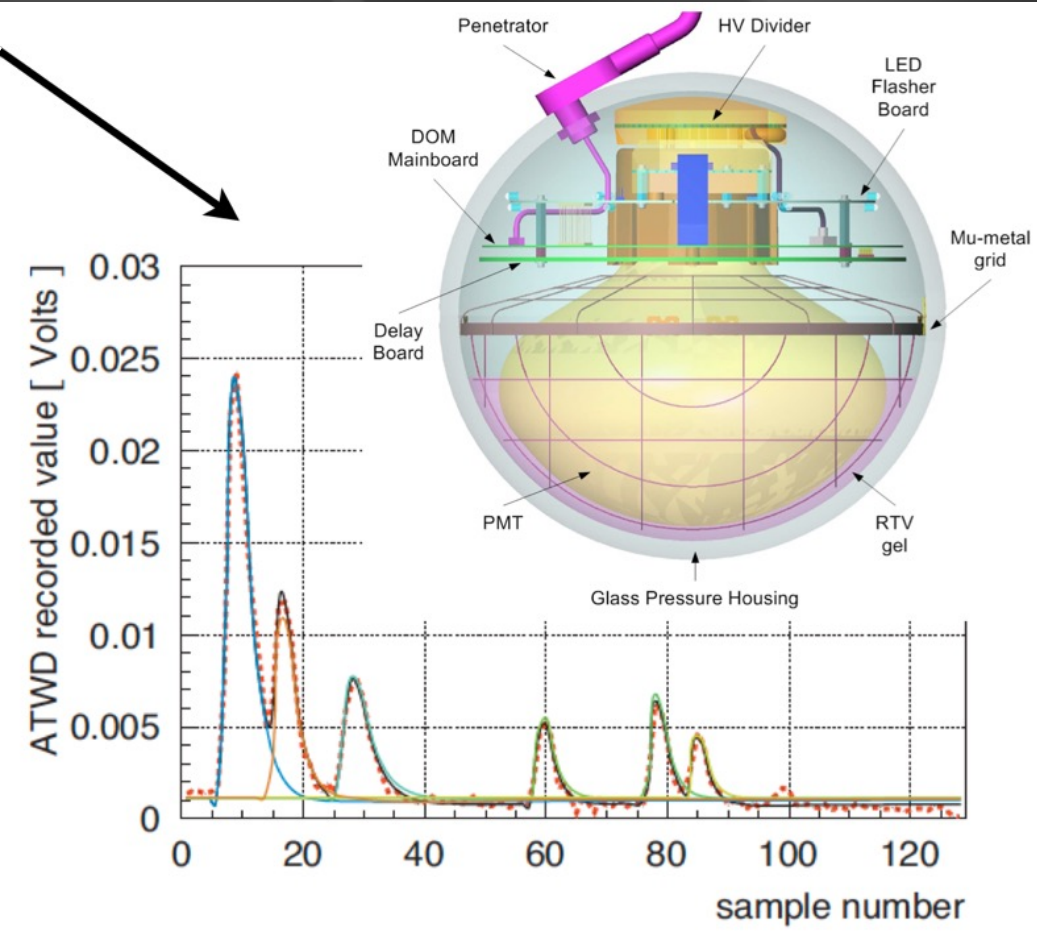 Penetrator
HV Divider
LED
Flasher
Board
DOM
Mainboard
Mu-metal
grid
Delay
Board
PMT
RTV
gel
Glass Pressure Housing
ATWD recorded value [ Volts ]
0.03
0.025
0.02
0.015
0.01
0.005
0
0 20 40 60 80 100 120
sample number